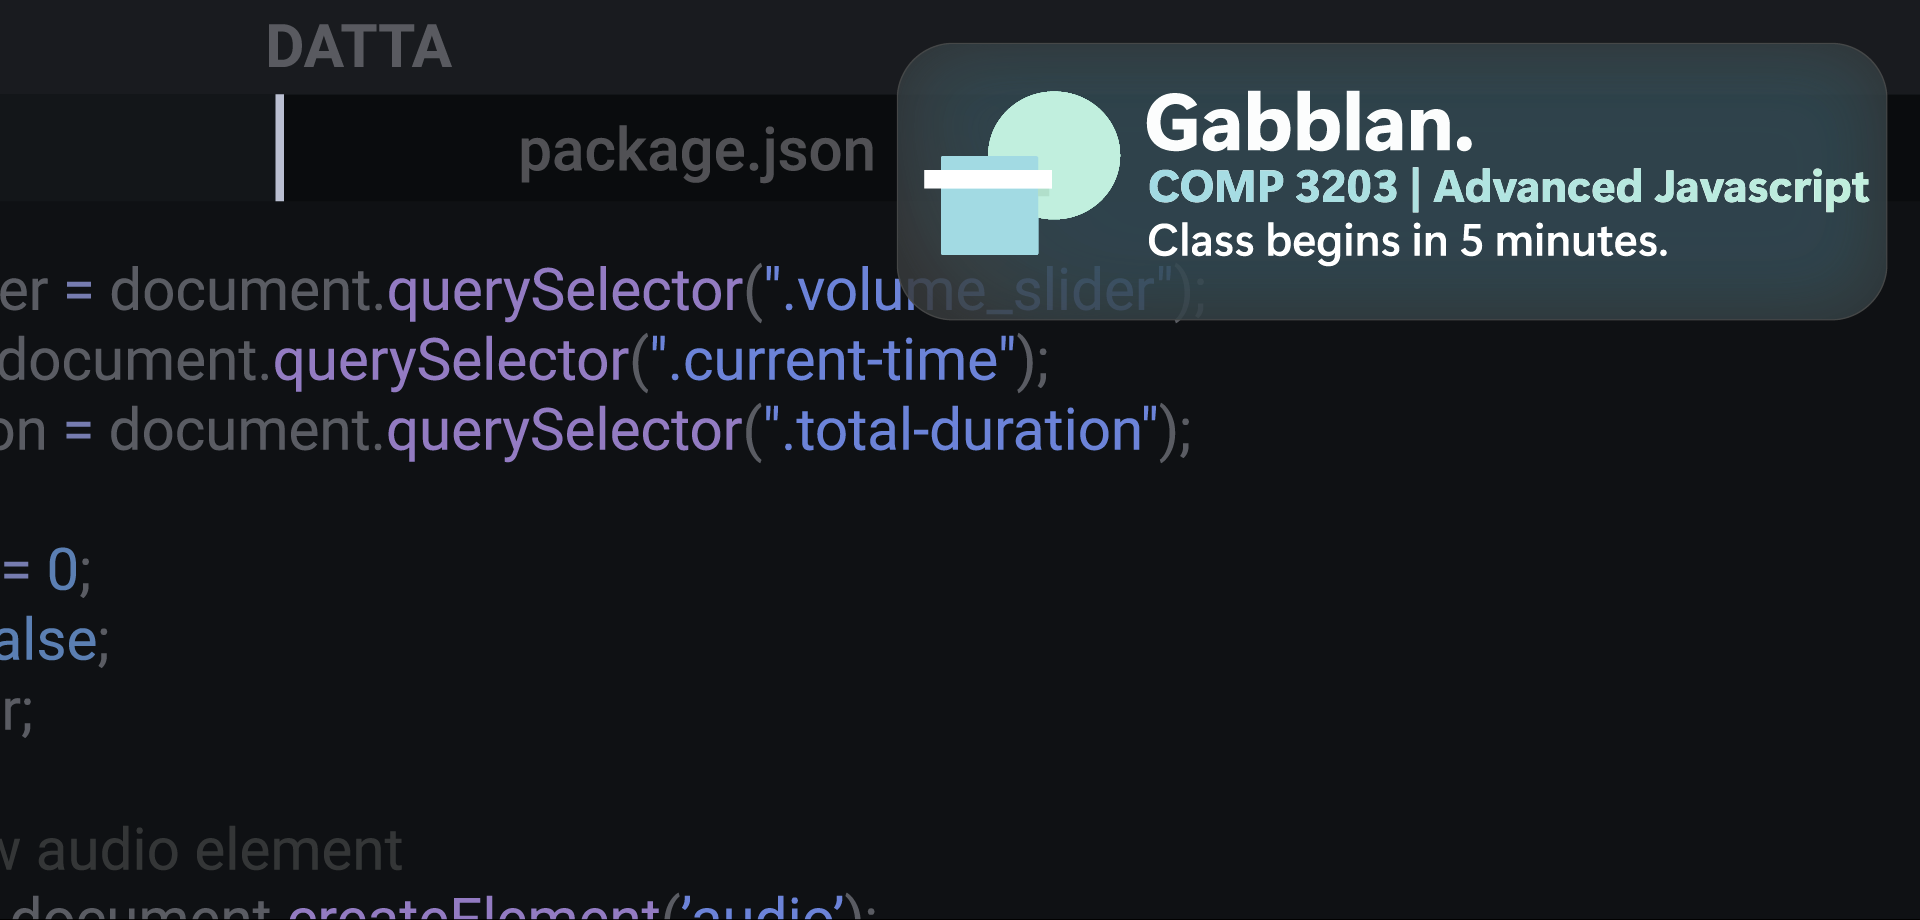 DATTA
package.json
Gabblan.
COMP 3203 | Advanced Javascript
Class begins in 5 minutes.
er = document.querySelector(".volume_slider");
document.querySelector(".current-time");
on = document.querySelector(".total-duration");
= 0;
alse;
r;
w audio element
document.createElement('audio');